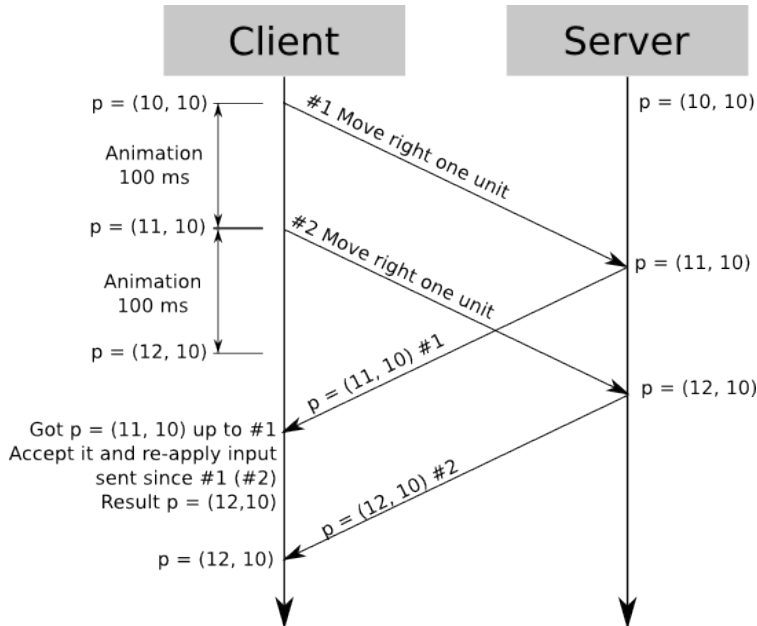 Client
Server
p = (10, 10)
#1 Move right one unit
p = (10, 10)
Animation
100 ms
p = (11, 10)
#2 Move right one unit
p = (11, 10)
Animation
100 ms
p = (12, 10)
p = (11, 10) #1
p = (12, 10)
Got p = (11, 10) up to #1
Accept it and re-apply input
sent since #1 (#2)
Result p = (12,10)
p = (12, 10) #2
p = (12, 10)